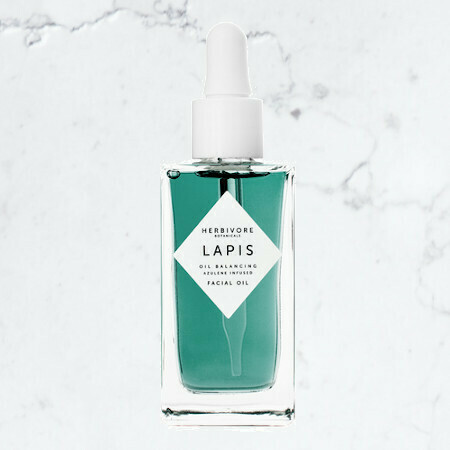 HERBIVORE
BOTANICALS
LAPIS
OIL BALANCING
AZULENE INFUSED
FACIAL OIL